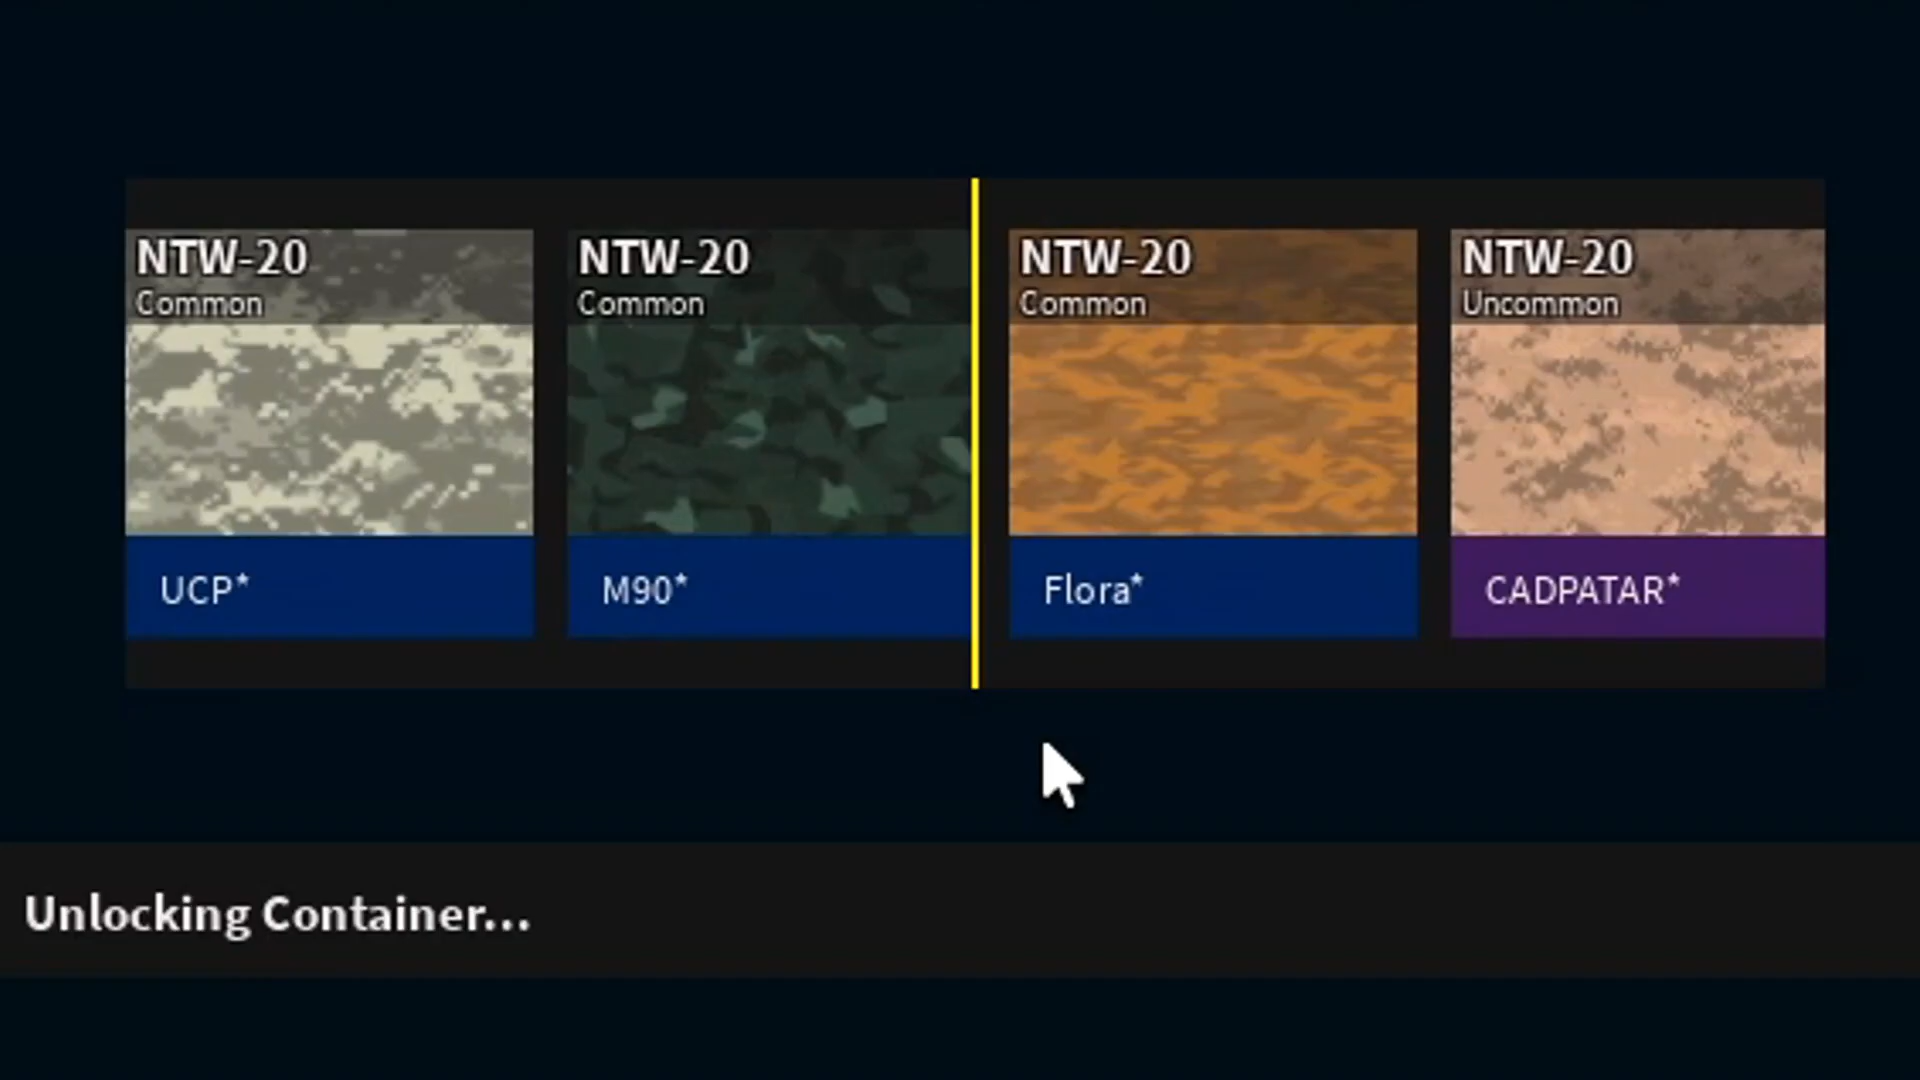 NTW-20
Common
UCP*
NTW-20
Common
M90*
NTW-20
Common
Flora*
NTW-20
Uncommon
CADPATAR*
Unlocking Container...